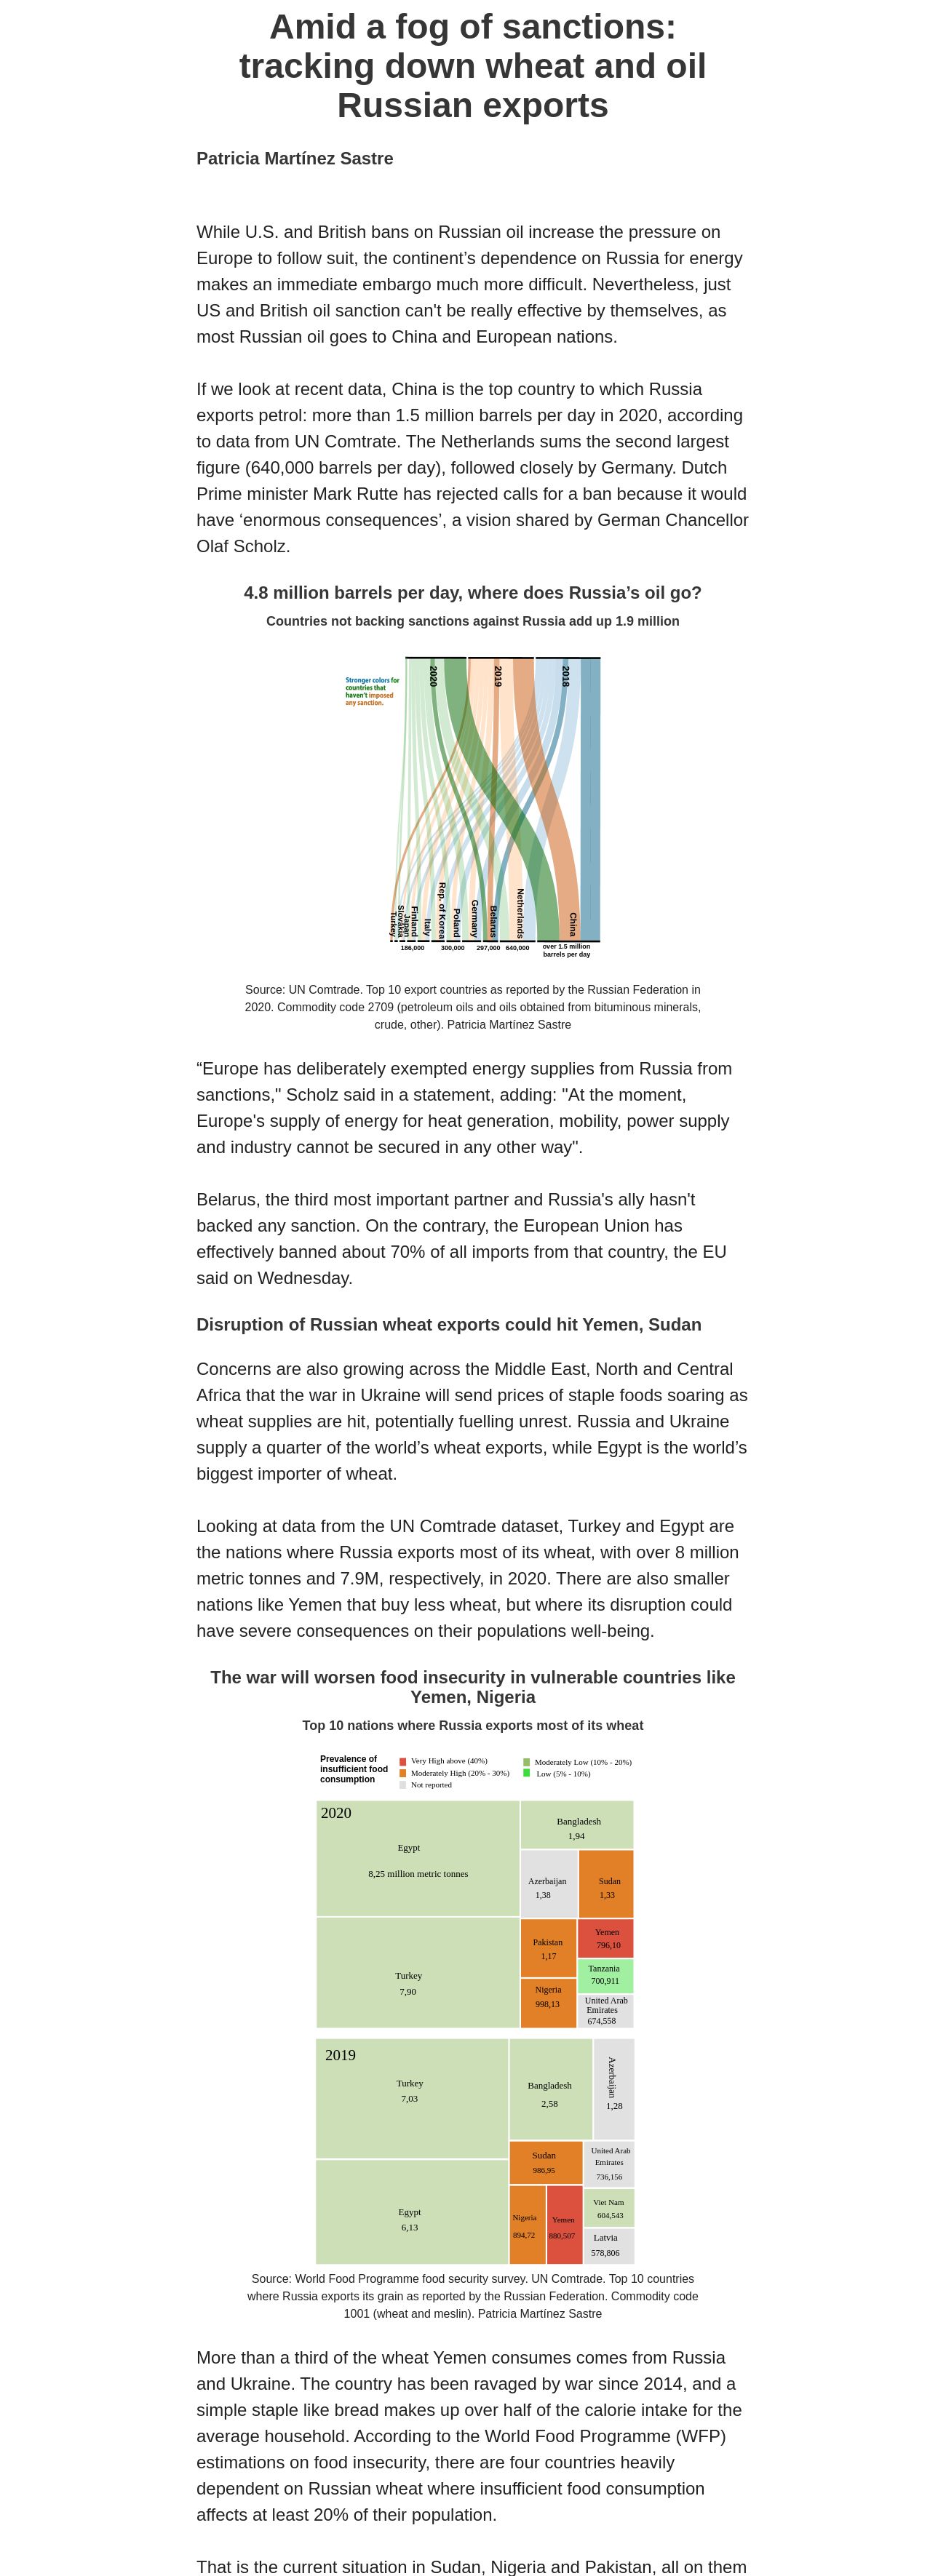 Amid a fog of sanctions:
tracking down wheat and oil
Russian exports
Patricia Martínez Sastre
While U.S. and British bans on Russian oil increase the pressure on
Europe to follow suit, the continent’s dependence on Russia for energy
makes an immediate embargo much more difficult. Nevertheless, just
US and British oil sanction can't be really effective by themselves, as
most Russian oil goes to China and European nations.
If we look at recent data, China is the top country to which Russia
exports petrol: more than 1.5 million barrels per day in 2020, according
to data from UN Comtrate. The Netherlands sums the second largest
figure (640,000 barrels per day), followed closely by Germany. Dutch
Prime minister Mark Rutte has rejected calls for a ban because it would
have ‘enormous consequences’, a vision shared by German Chancellor
Olaf Scholz.
4.8 million barrels per day, where does Russia’s oil go?
Countries not backing sanctions against Russia add up 1.9 million
Stronger colors for
countries that
haven't imposed
any sanction.
2020
2019
2018
Turkey
Slovakia
Japan
Finland
Italy
Rep. of Korea
Poland
Germany
Belarus
Netherlands
China
186,000
300,000
297,000
640,000
over 1.5 million
barrels per day
Source: UN Comtrade. Top 10 export countries as reported by the Russian Federation in
2020. Commodity code 2709 (petroleum oils and oils obtained from bituminous minerals,
crude, other). Patricia Martínez Sastre
“Europe has deliberately exempted energy supplies from Russia from
sanctions," Scholz said in a statement, adding: "At the moment,
Europe's supply of energy for heat generation, mobility, power supply
and industry cannot be secured in any other way".
Belarus, the third most important partner and Russia's ally hasn't
backed any sanction. On the contrary, the European Union has
effectively banned about 70% of all imports from that country, the EU
said on Wednesday.
Disruption of Russian wheat exports could hit Yemen, Sudan
Concerns are also growing across the Middle East, North and Central
Africa that the war in Ukraine will send prices of staple foods soaring as
wheat supplies are hit, potentially fuelling unrest. Russia and Ukraine
supply a quarter of the world’s wheat exports, while Egypt is the world’s
biggest importer of wheat.
Looking at data from the UN Comtrade dataset, Turkey and Egypt are
the nations where Russia exports most of its wheat, with over 8 million
metric tonnes and 7.9M, respectively, in 2020. There are also smaller
nations like Yemen that buy less wheat, but where its disruption could
have severe consequences on their populations well-being.
The war will worsen food insecurity in vulnerable countries like
Yemen, Nigeria
Top 10 nations where Russia exports most of its wheat
Prevalence of
insufficient food
consumption
Very High above (40%)
Moderately High (20% - 30%)
Not reported
Moderately Low (10% - 20%)
Low (5% - 10%)
2020
Egypt
8,25 million metric tonnes
Turkey
7,90
Bangladesh
1,94
Azerbaijan
1,38
Sudan
1,33
Pakistan
1,17
Nigeria
998,13
Yemen
796,10
Tanzania
700,911
United Arab
Emirates
674,558
2019
Turkey
7,03
Egypt
6,13
Bangladesh
2,58
Azerbaijan
1,28
Sudan
986,95
Nigeria
894,72
Yemen
880,507
United Arab
Emirates
736,156
Viet Nam
604,543
Latvia
578,806
Source: World Food Programme food security survey. UN Comtrade. Top 10 countries
where Russia exports its grain as reported by the Russian Federation. Commodity code
1001 (wheat and meslin). Patricia Martínez Sastre
More than a third of the wheat Yemen consumes comes from Russia
and Ukraine. The country has been ravaged by war since 2014, and a
simple staple like bread makes up over half of the calorie intake for the
average household. According to the World Food Programme (WFP)
estimations on food insecurity, there are four countries heavily
dependent on Russian wheat where insufficient food consumption
affects at least 20% of their population.
That is the current situation in Sudan, Nigeria and Pakistan, all on them